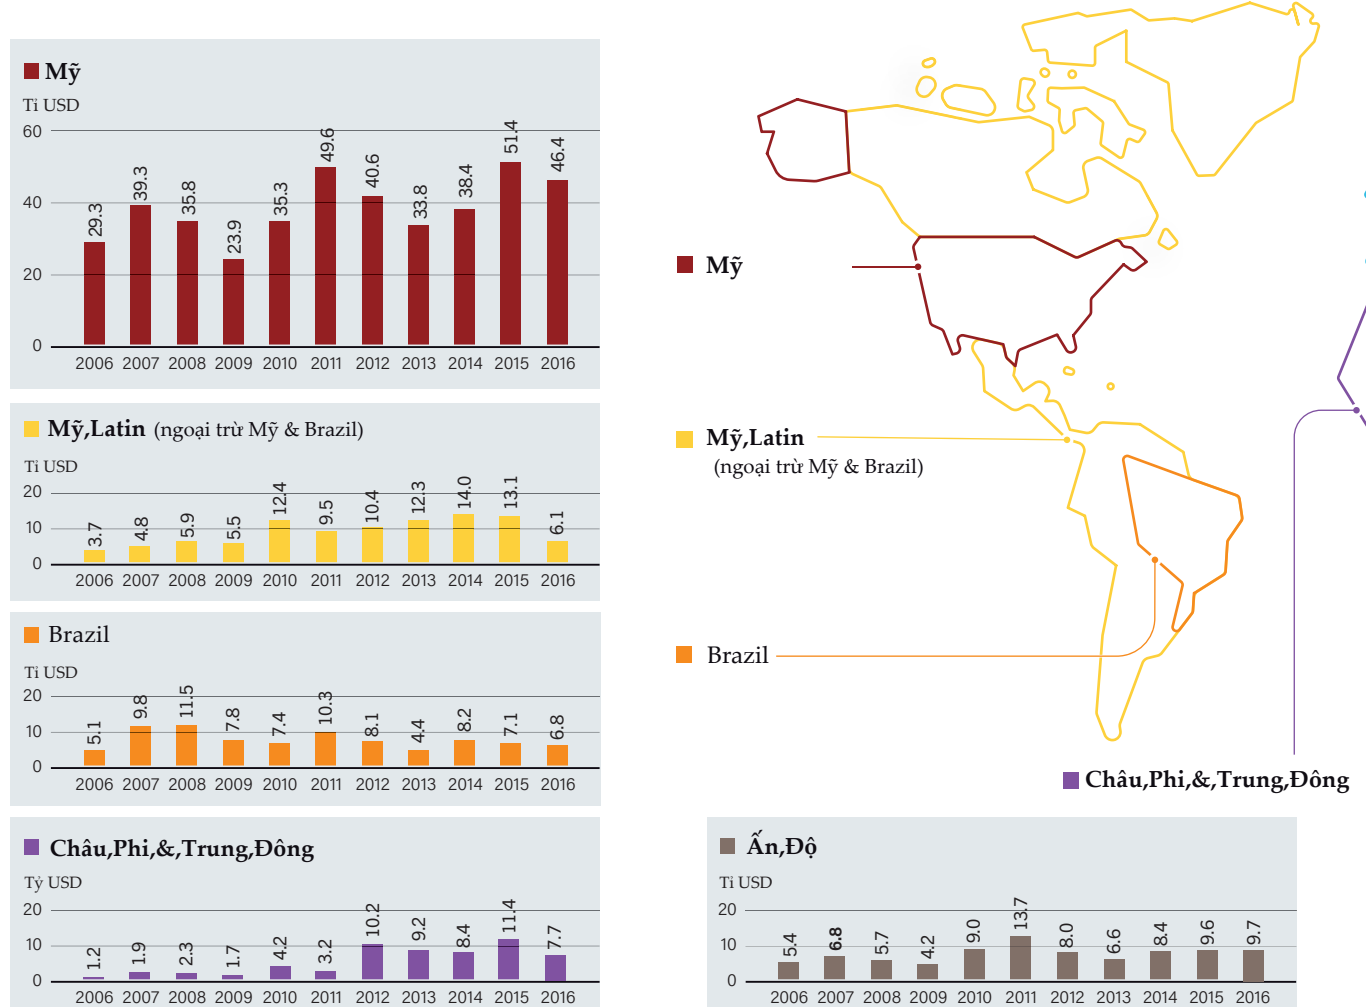 Mỹ
Tỉ USD
60
40
20
0
29.3 39.3 35.8 23.9 35.3 49.6 40.6 33.8 38.4 51.4 46.4
2006 2007 2008 2009 2010 2011 2012 2013 2014 2015 2016
Mỹ,Latin (ngoại trừ Mỹ & Brazil)
Tỉ USD
20
10
0
3.7 4.8 5.9 5.5 12.4 9.5 10.4 12.3 14.0 13.1 6.1
2006 2007 2008 2009 2010 2011 2012 2013 2014 2015 2016
Brazil
Tỉ USD
20
10
0
5.1 9.8 11.5 7.8 7.4 10.3 8.1 4.4 8.2 7.1 6.8
2006 2007 2008 2009 2010 2011 2012 2013 2014 2015 2016
Châu,Phi,&,Trung,Đông
Tỷ USD
20
10
0
1.2 1.9 2.3 1.7 4.2 3.2 10.2 9.2 8.4 11.4 7.7
2006 2007 2008 2009 2010 2011 2012 2013 2014 2015 2016
Mỹ
Mỹ,Latin
(ngoại trừ Mỹ & Brazil)
Brazil
Châu,Phi,&,Trung,Đông
Ấn,Độ
Tỉ USD
20
10
0
5.4 6.8 5.7 4.2 9.0 13.7 8.0 6.6 8.4 9.6 9.7
2006 2007 2008 2009 2010 2011 2012 2013 2014 2015 2016